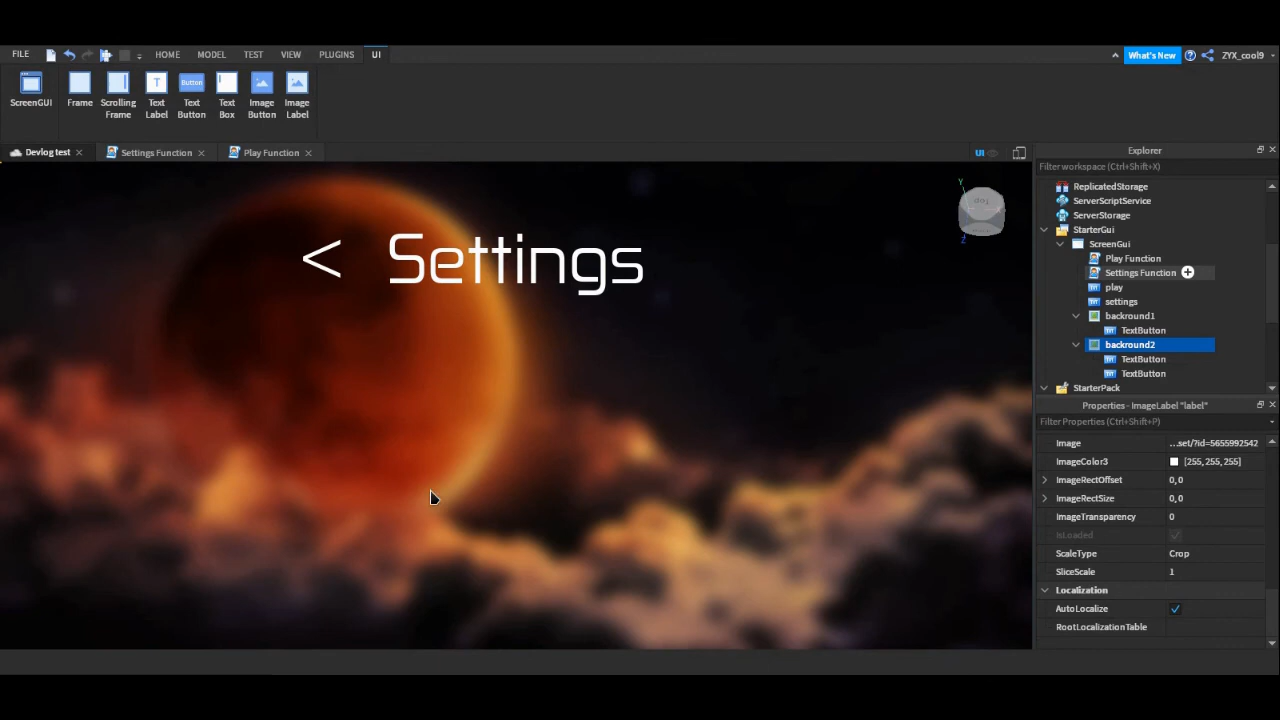 FILE HOME MODEL TEST VIEW PLUGINS UI What's New ZYX_cool9
ScreenGUI Frame Scrolling Frame Text Label Text Button Text Box Image Button Image Label
Button
Devlog test Settings Function Play Function UI
Explorer
Filter workspace (Ctrl+Shift+X)
ReplicatedStorage
ServerScriptService
ServerStorage
StarterGui
ScreenGui
Play Function
Settings Function
play
settings
backround1
TextButton
backround2
TextButton
TextButton
StarterPack
< Settings
Properties - ImageLabel "label"
Filter Properties (Ctrl+Shift+P)
Image ...set/?id=5655992542
ImageColor3 [255, 255, 255]
ImageRectOffset 0, 0
ImageRectSize 0, 0
ImageTransparency 0
IsLoaded
ScaleType Crop
SliceScale 1
Localization
AutoLocalize
RootLocalizationTable